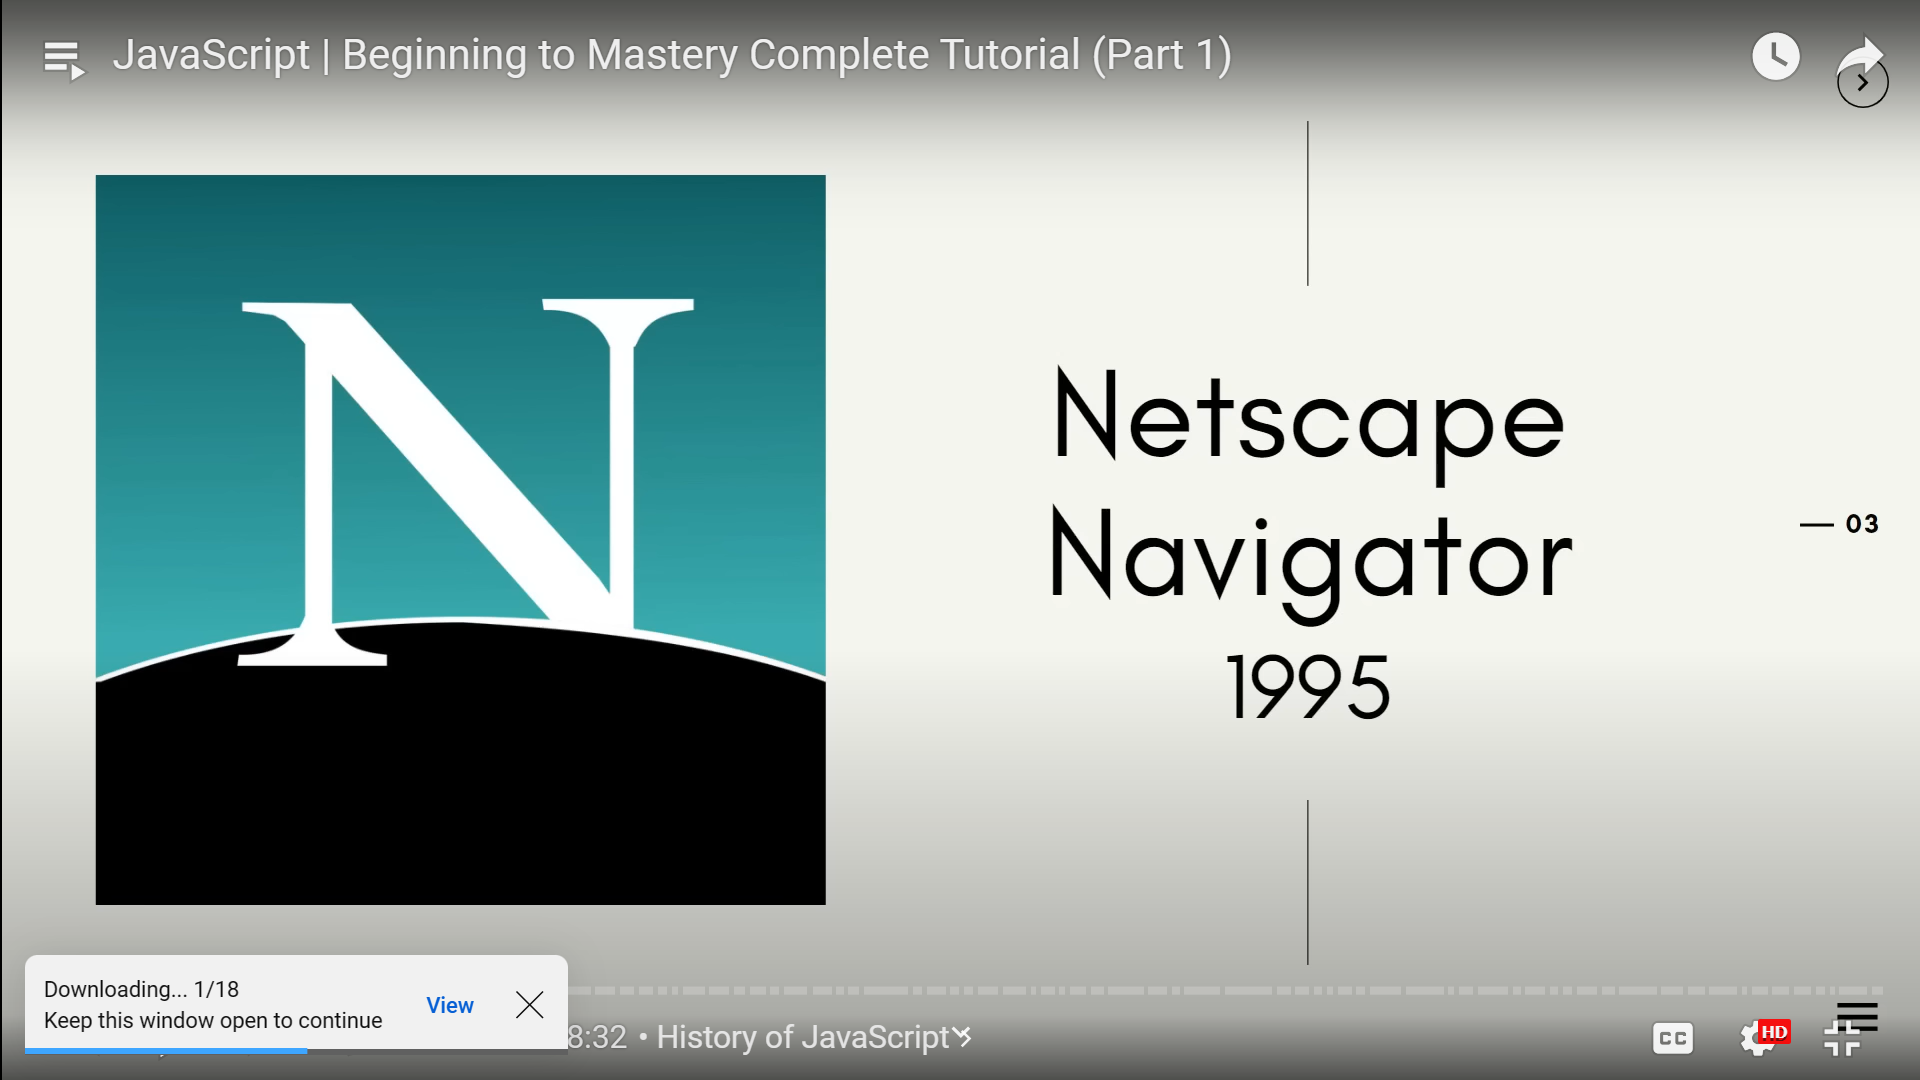 JavaScript | Beginning to Mastery Complete Tutorial (Part 1)
N
Netscape
Navigator
1995
03
Downloading... 1/18
Keep this window open to continue
View
8:32 • History of JavaScript
CC
HD